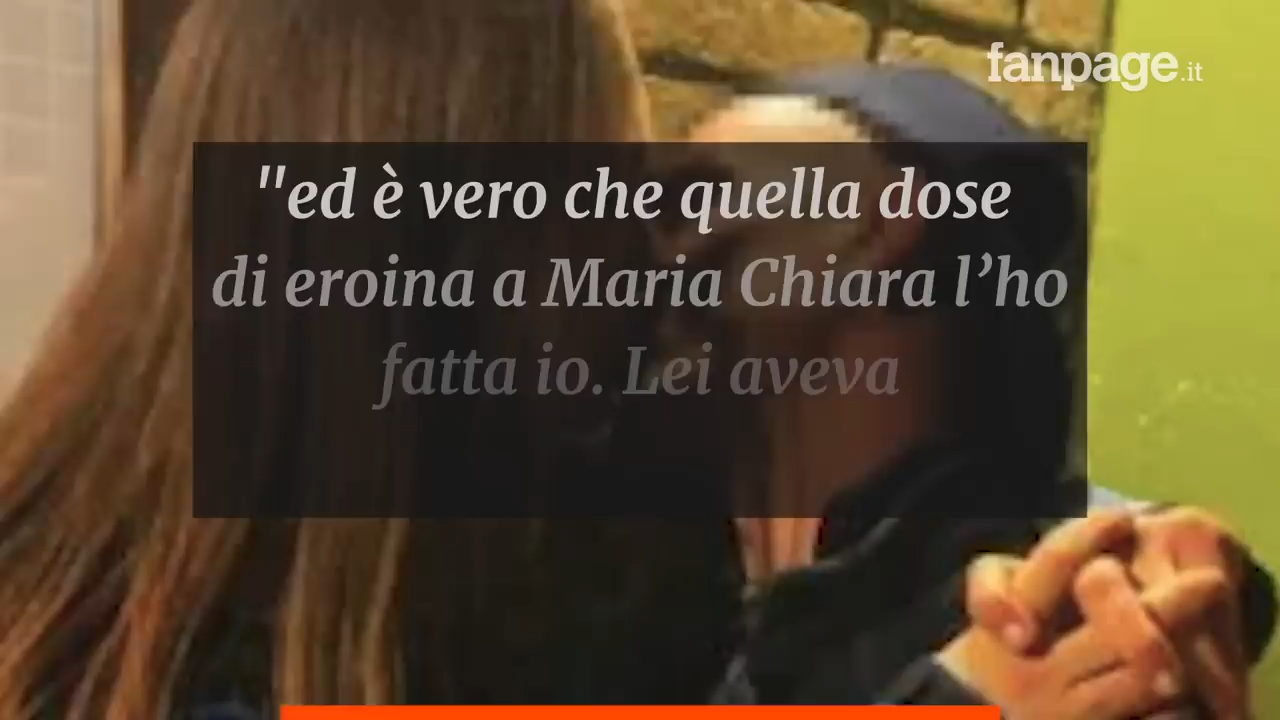 fanpage.it
"ed è vero che quella dose
di eroina a Maria Chiara l’ho
fatta io. Lei aveva